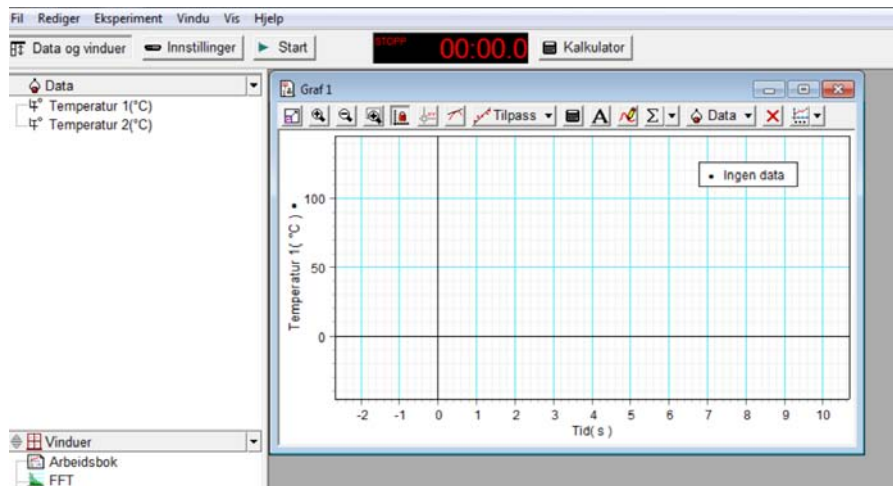 Fil Rediger Eksperiment Vindu Vis Hjelp
Data og vinduer Innstillinger Start STOPP 00:00.0 Kalkulator
Data
Temperatur 1(°C)
Temperatur 2(°C)
Graf 1
Tilpass A Σ Data
Ingen data
Temperatur 1( °C )
100
50
0
-2 -1 0 1 2 3 4 5 6 7 8 9 10
Tid( s )
Vinduer
Arbeidsbok
FFT